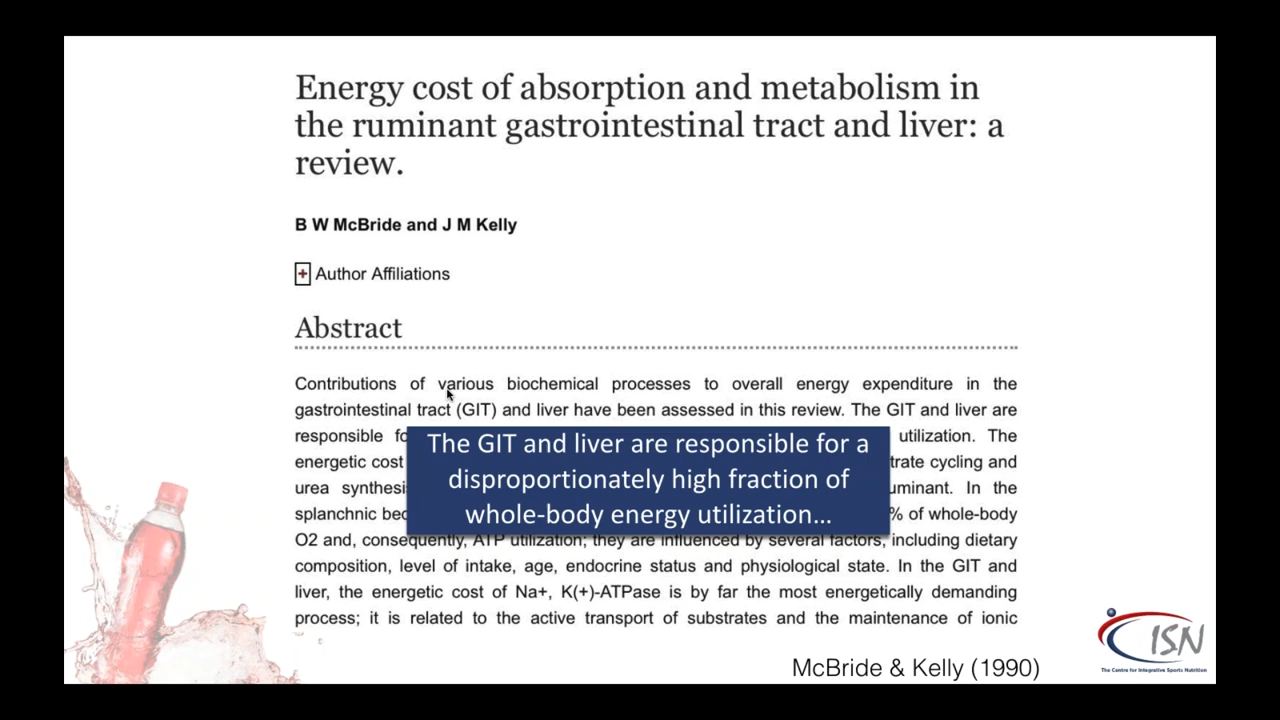 Energy cost of absorption and metabolism in
the ruminant gastrointestinal tract and liver: a
review.
B W McBride and J M Kelly
+ Author Affiliations
Abstract
Contributions of various biochemical processes to overall energy expenditure in the
gastrointestinal tract (GIT) and liver have been assessed in this review. The GIT and liver are
responsible utilization. The
energetic cost trate cycling and
urea uminant. In the
splanchnic % of whole-body
O2 and, consequently, ATP utilization; they are influenced by several factors, including dietary
composition, level of intake, age, endocrine status and physiological state. In the GIT and
liver, the energetic cost of Na+, K(+)-ATPase is by far the most energetically demanding
process; it is related to the active transport of substrates and the maintenance of ionic
The GIT and liver are responsible for a
disproportionately high fraction of
whole-body energy utilization…
McBride & Kelly (1990)
CISN
The Centre for Integrative Sports Nutrition